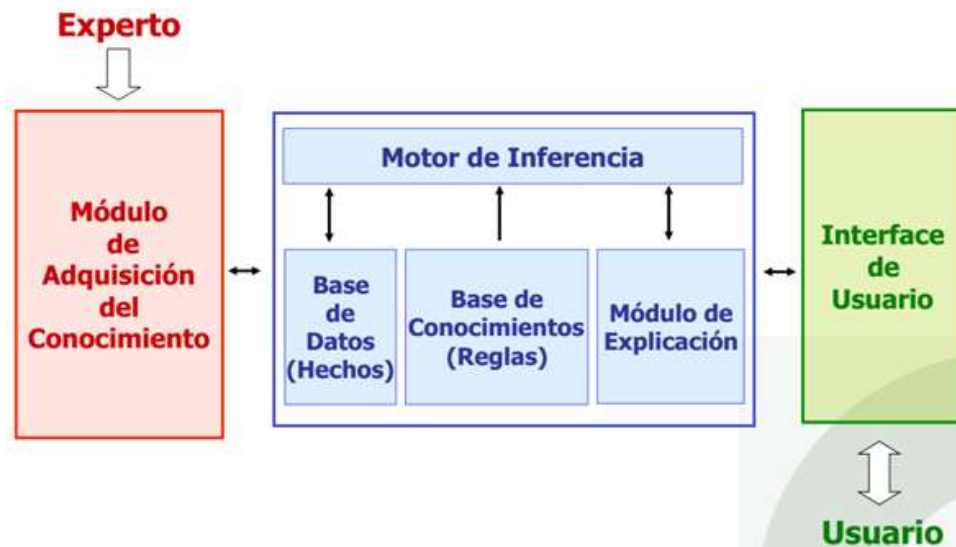 Experto
Módulo
de
Adquisición
del
Conocimiento
Motor de Inferencia
Base
de
Datos
(Hechos)
Base de
Conocimientos
(Reglas)
Módulo de
Explicación
Interface
de
Usuario
Usuario